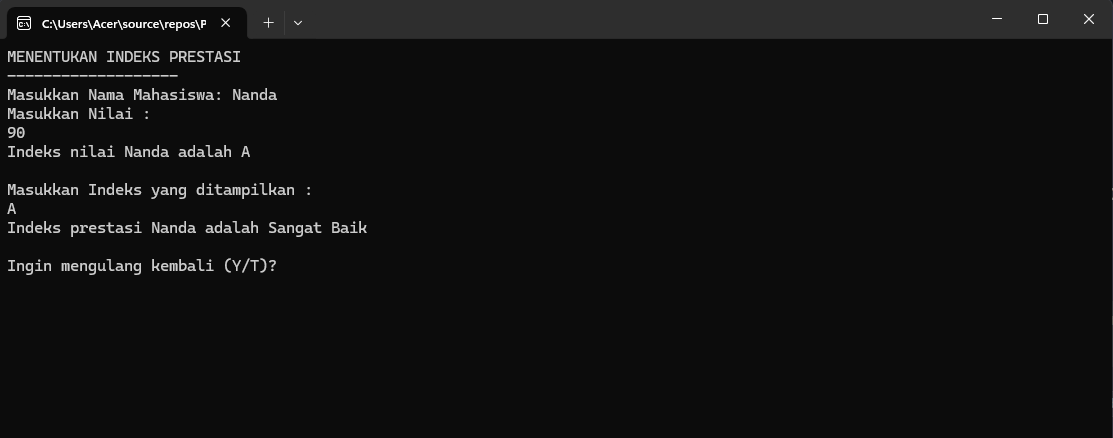 C:\Users\Acer\source\repos\P
MENENTUKAN INDEKS PRESTASI
-------------------
Masukkan Nama Mahasiswa: Nanda
Masukkan Nilai :
90
Indeks nilai Nanda adalah A
Masukkan Indeks yang ditampilkan :
A
Indeks prestasi Nanda adalah Sangat Baik
Ingin mengulang kembali (Y/T)?